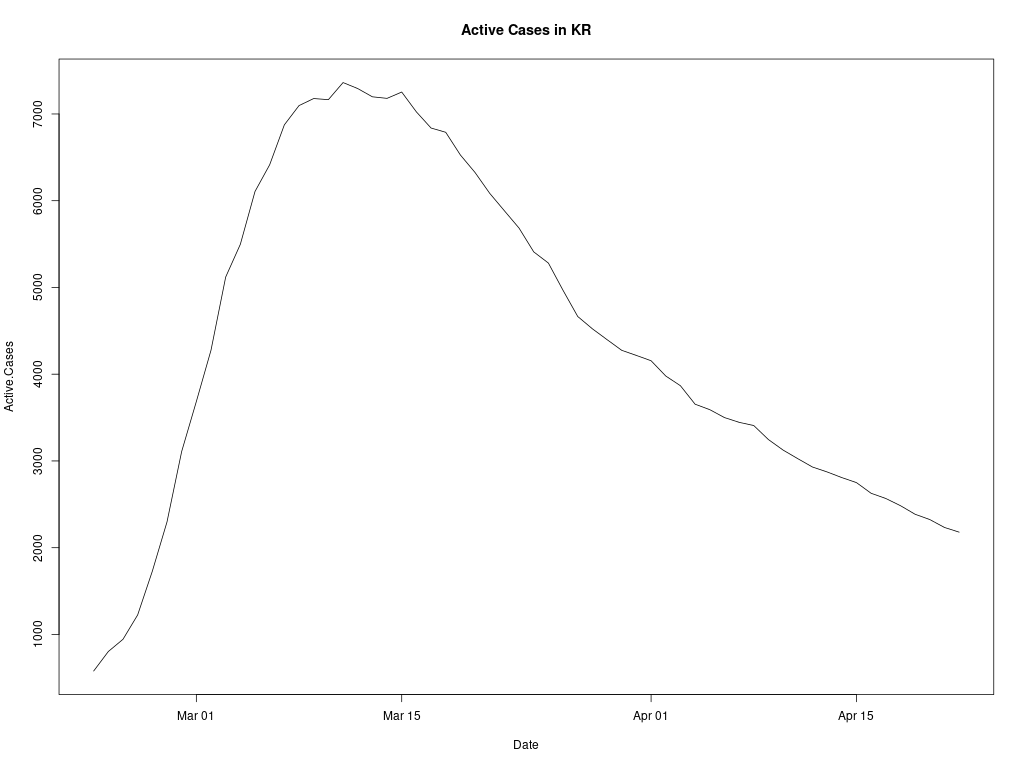 Active Cases in KR
7000
6000
5000
4000
3000
2000
1000
Active.Cases
Mar 01
Mar 15
Apr 01
Apr 15
Date